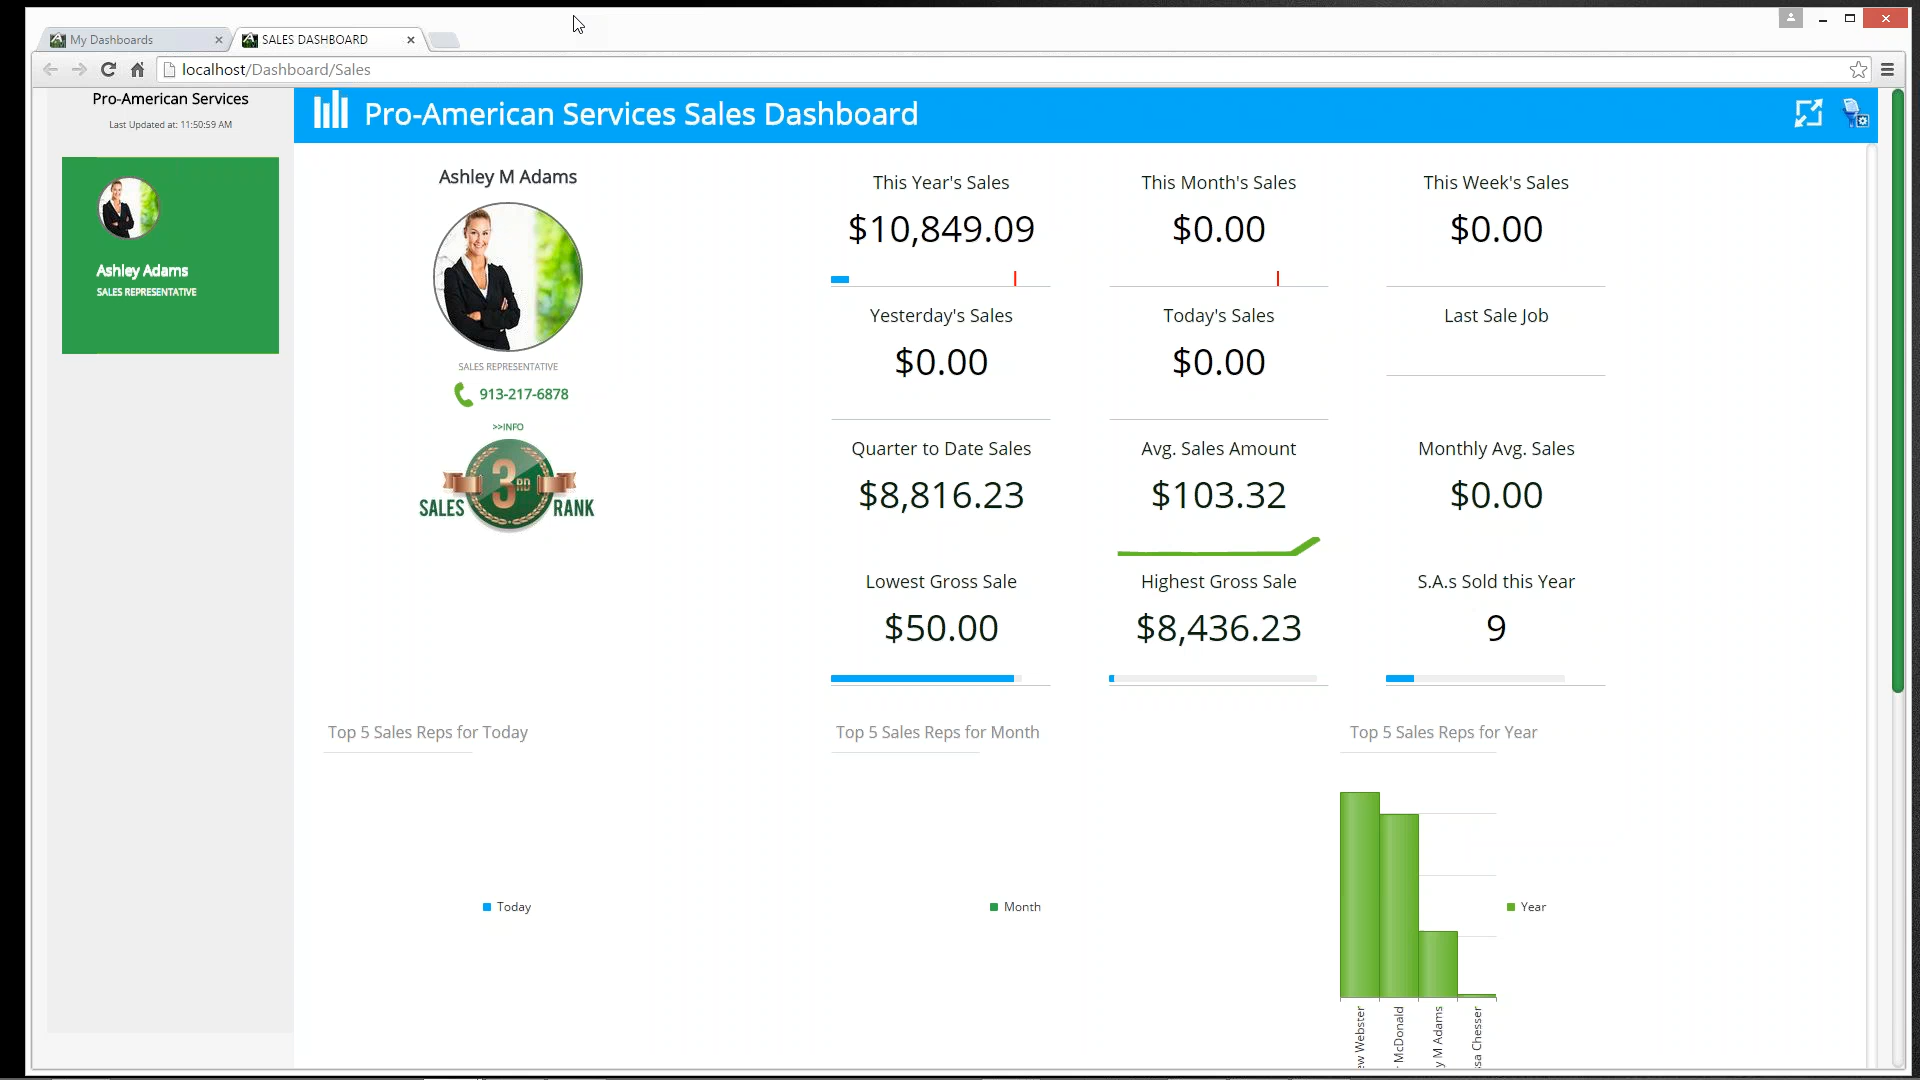 My Dashboards
SALES DASHBOARD
localhost/Dashboard/Sales
Pro-American Services
Last Updated at: 11:50:59 AM
Pro-American Services Sales Dashboard
Ashley Adams
SALES REPRESENTATIVE
Ashley M Adams
SALES REPRESENTATIVE
913-217-6878
>>INFO
3RD
SALES RANK
This Year's Sales
$10,849.09
This Month's Sales
$0.00
This Week's Sales
$0.00
Yesterday's Sales
$0.00
Today's Sales
$0.00
Last Sale Job
Quarter to Date Sales
$8,816.23
Avg. Sales Amount
$103.32
Monthly Avg. Sales
$0.00
Lowest Gross Sale
$50.00
Highest Gross Sale
$8,436.23
S.A.s Sold this Year
9
Top 5 Sales Reps for Today
Today
Top 5 Sales Reps for Month
Month
Top 5 Sales Reps for Year
Year
ew Webster
McDonald
y M Adams
sa Chesser